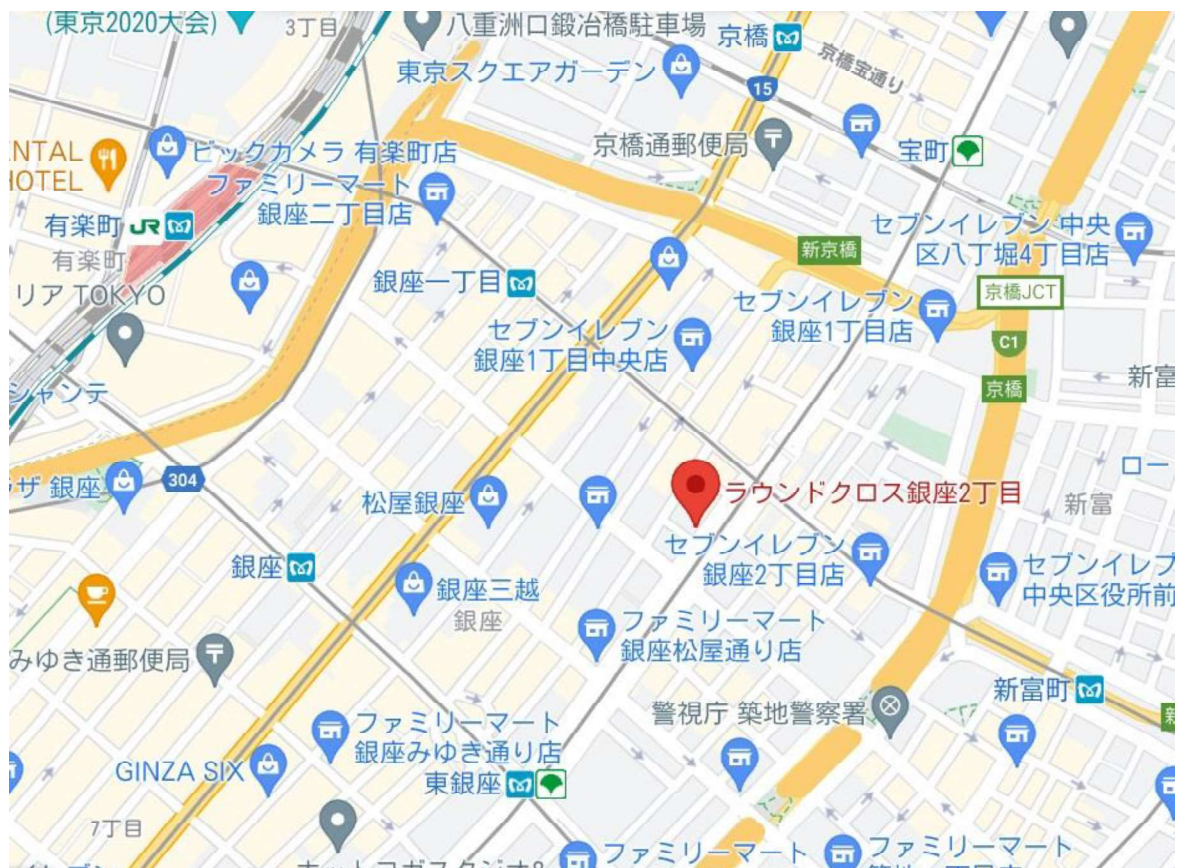 (東京2020大会)
3丁目
八重洲口鍛冶橋駐車場
京橋
東京スクエアガーデン
15
京橋宝通り
京橋通郵便局
宝町
NTAL
HOTEL
ビックカメラ 有楽町店
ファミリーマート
銀座二丁目店
有楽町 JR
有楽町
リア TOKYO
銀座一丁目
新京橋
セブンイレブン 中央
区八丁堀4丁目店
京橋JCT
セブンイレブン
銀座1丁目店
セブンイレブン
銀座1丁目中央店
C1
京橋
新富
シャンテ
ザ 銀座
304
松屋銀座
ラウンドクロス銀座2丁目
ロー
新富
セブンイレブン
銀座2丁目店
銀座
銀座三越
銀座
セブンイレブ
中央区役所前
ファミリーマート
銀座松屋通り店
みゆき通郵便局
新富町
警視庁 築地警察署
新
ファミリーマート
銀座みゆき通り店
GINZA SIX
東銀座
7丁目
ファミリーマート
ファミリーマート